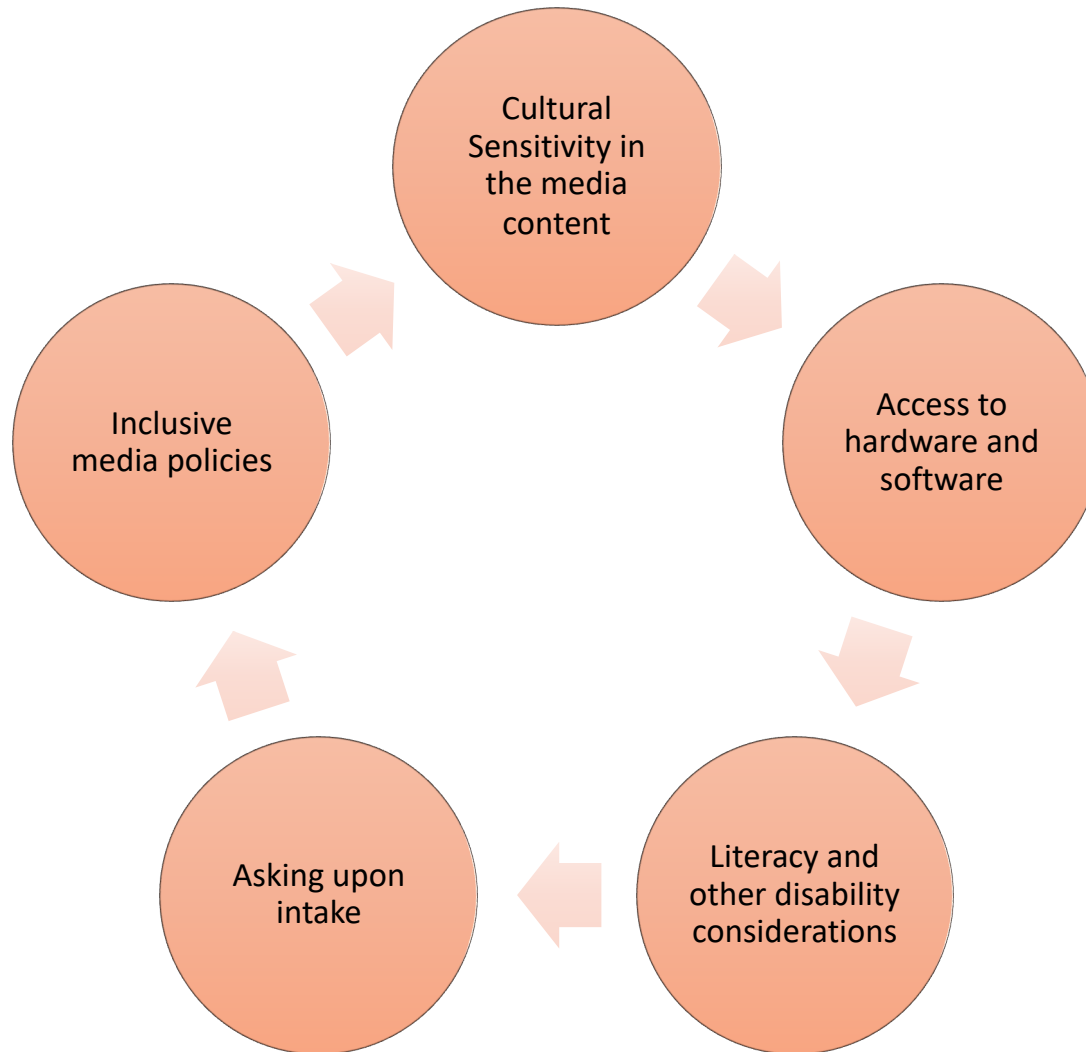 Cultural
Sensitivity in
the media
content
Access to
hardware and
software
Literacy and
other disability
considerations
Asking upon
intake
Inclusive
media policies